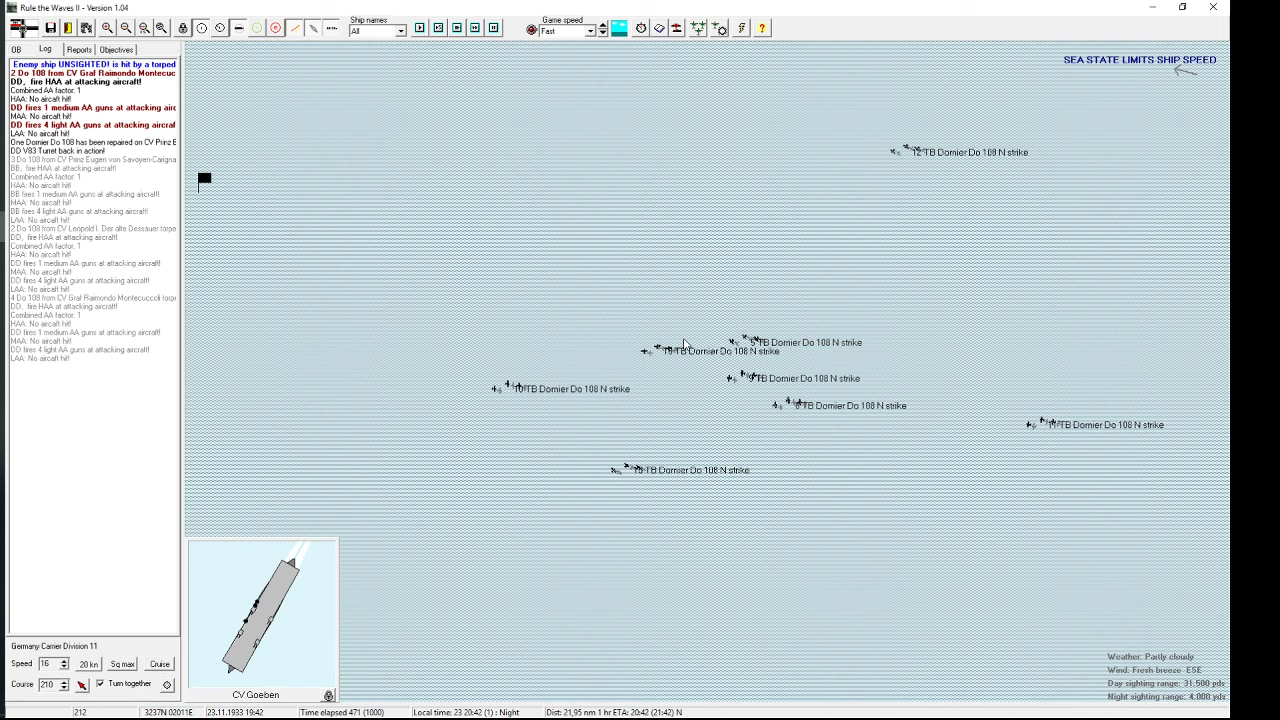 Rule the Waves II - Version 1.04
Ship names
All
Game speed
Fast
OB Log Reports Objectives
Enemy ship UNSIGHTED! is hit by a torped
2 Do 108 from CV Graf Raimondo Montecuc
DD, fire HAA at attacking aircraft!
Combined AA factor: 1
HAA: No aircaft hit!
DD fires 1 medium AA guns at attacking airc
MAA: No aircaft hit!
DD fires 4 light AA guns at attacking aircraf
LAA: No aircaft hit!
One Dornier Do 108 has been repaired on CV Prinz E
DD V83 Turret back in action!
3 Do 108 from CV Prinz Eugen von Savoyen-Carigna
BB, fire HAA at attacking aircraft!
Combined AA factor: 1
HAA: No aircaft hit!
BB fires 1 medium AA guns at attacking aircraft!
MAA: No aircaft hit!
BB fires 4 light AA guns at attacking aircraft!
LAA: No aircaft hit!
2 Do 108 from CV Leopold I. Der alte Dessauer torpe
DD, fire HAA at attacking aircraft!
Combined AA factor: 1
HAA: No aircaft hit!
DD fires 1 medium AA guns at attacking aircraft!
MAA: No aircaft hit!
DD fires 4 light AA guns at attacking aircraft!
LAA: No aircaft hit!
4 Do 108 from CV Graf Raimondo Montecuccoli torpe
DD, fire HAA at attacking aircraft!
Combined AA factor: 1
HAA: No aircaft hit!
DD fires 1 medium AA guns at attacking aircraft!
MAA: No aircaft hit!
DD fires 4 light AA guns at attacking aircraft!
LAA: No aircaft hit!
SEA STATE LIMITS SHIP SPEED
12 TB Dornier Do 108 N strike
TB Dornier Do 108 N strike
TB Dornier Do 108 N strike
TB Dornier Do 108 N strike
10 TB Dornier Do 108 N strike
TB Dornier Do 108 N strike
11 TB Dornier Do 108 N strike
TB Dornier Do 108 N strike
CV Goeben
Germany Carrier Division 11
Speed 16 20 kn Sq max Cruise
Course 210 Turn together
Weather: Partly cloudy
Wind: Fresh breeze ESE
Day sighting range: 31.500 yds
Night sighting range: 4.000 yds
212 3237N 02011E 23.11.1933 19:42 Time elapsed 471 (1000) Local time: 23 20:42 (1) : Night Dist: 21,95 nm 1 hr ETA: 20:42 (21:42) N